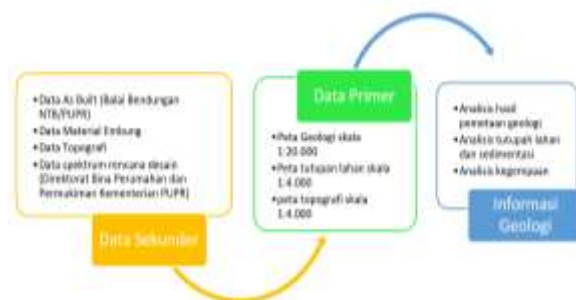 •Data As Built (Balai Bendungan
NTB/PUPR)
•Data Material Embung
•Data Topografi
•Data spektrum rencana desain
(Direktorat Bina Perumahan dan
Permukiman Kementerian PUPR)
Data Sekunder
Data Primer
•Peta Geologi skala
1:20.000
•Peta tutupan lahan skala
1:4.000
•peta topografi skala
1:4.000
•Analisis hasil
pemetaan geologi
•Analisis tutupah lahan
dan sedimentasi
•Analisis kegempaan
Informasi
Geologi